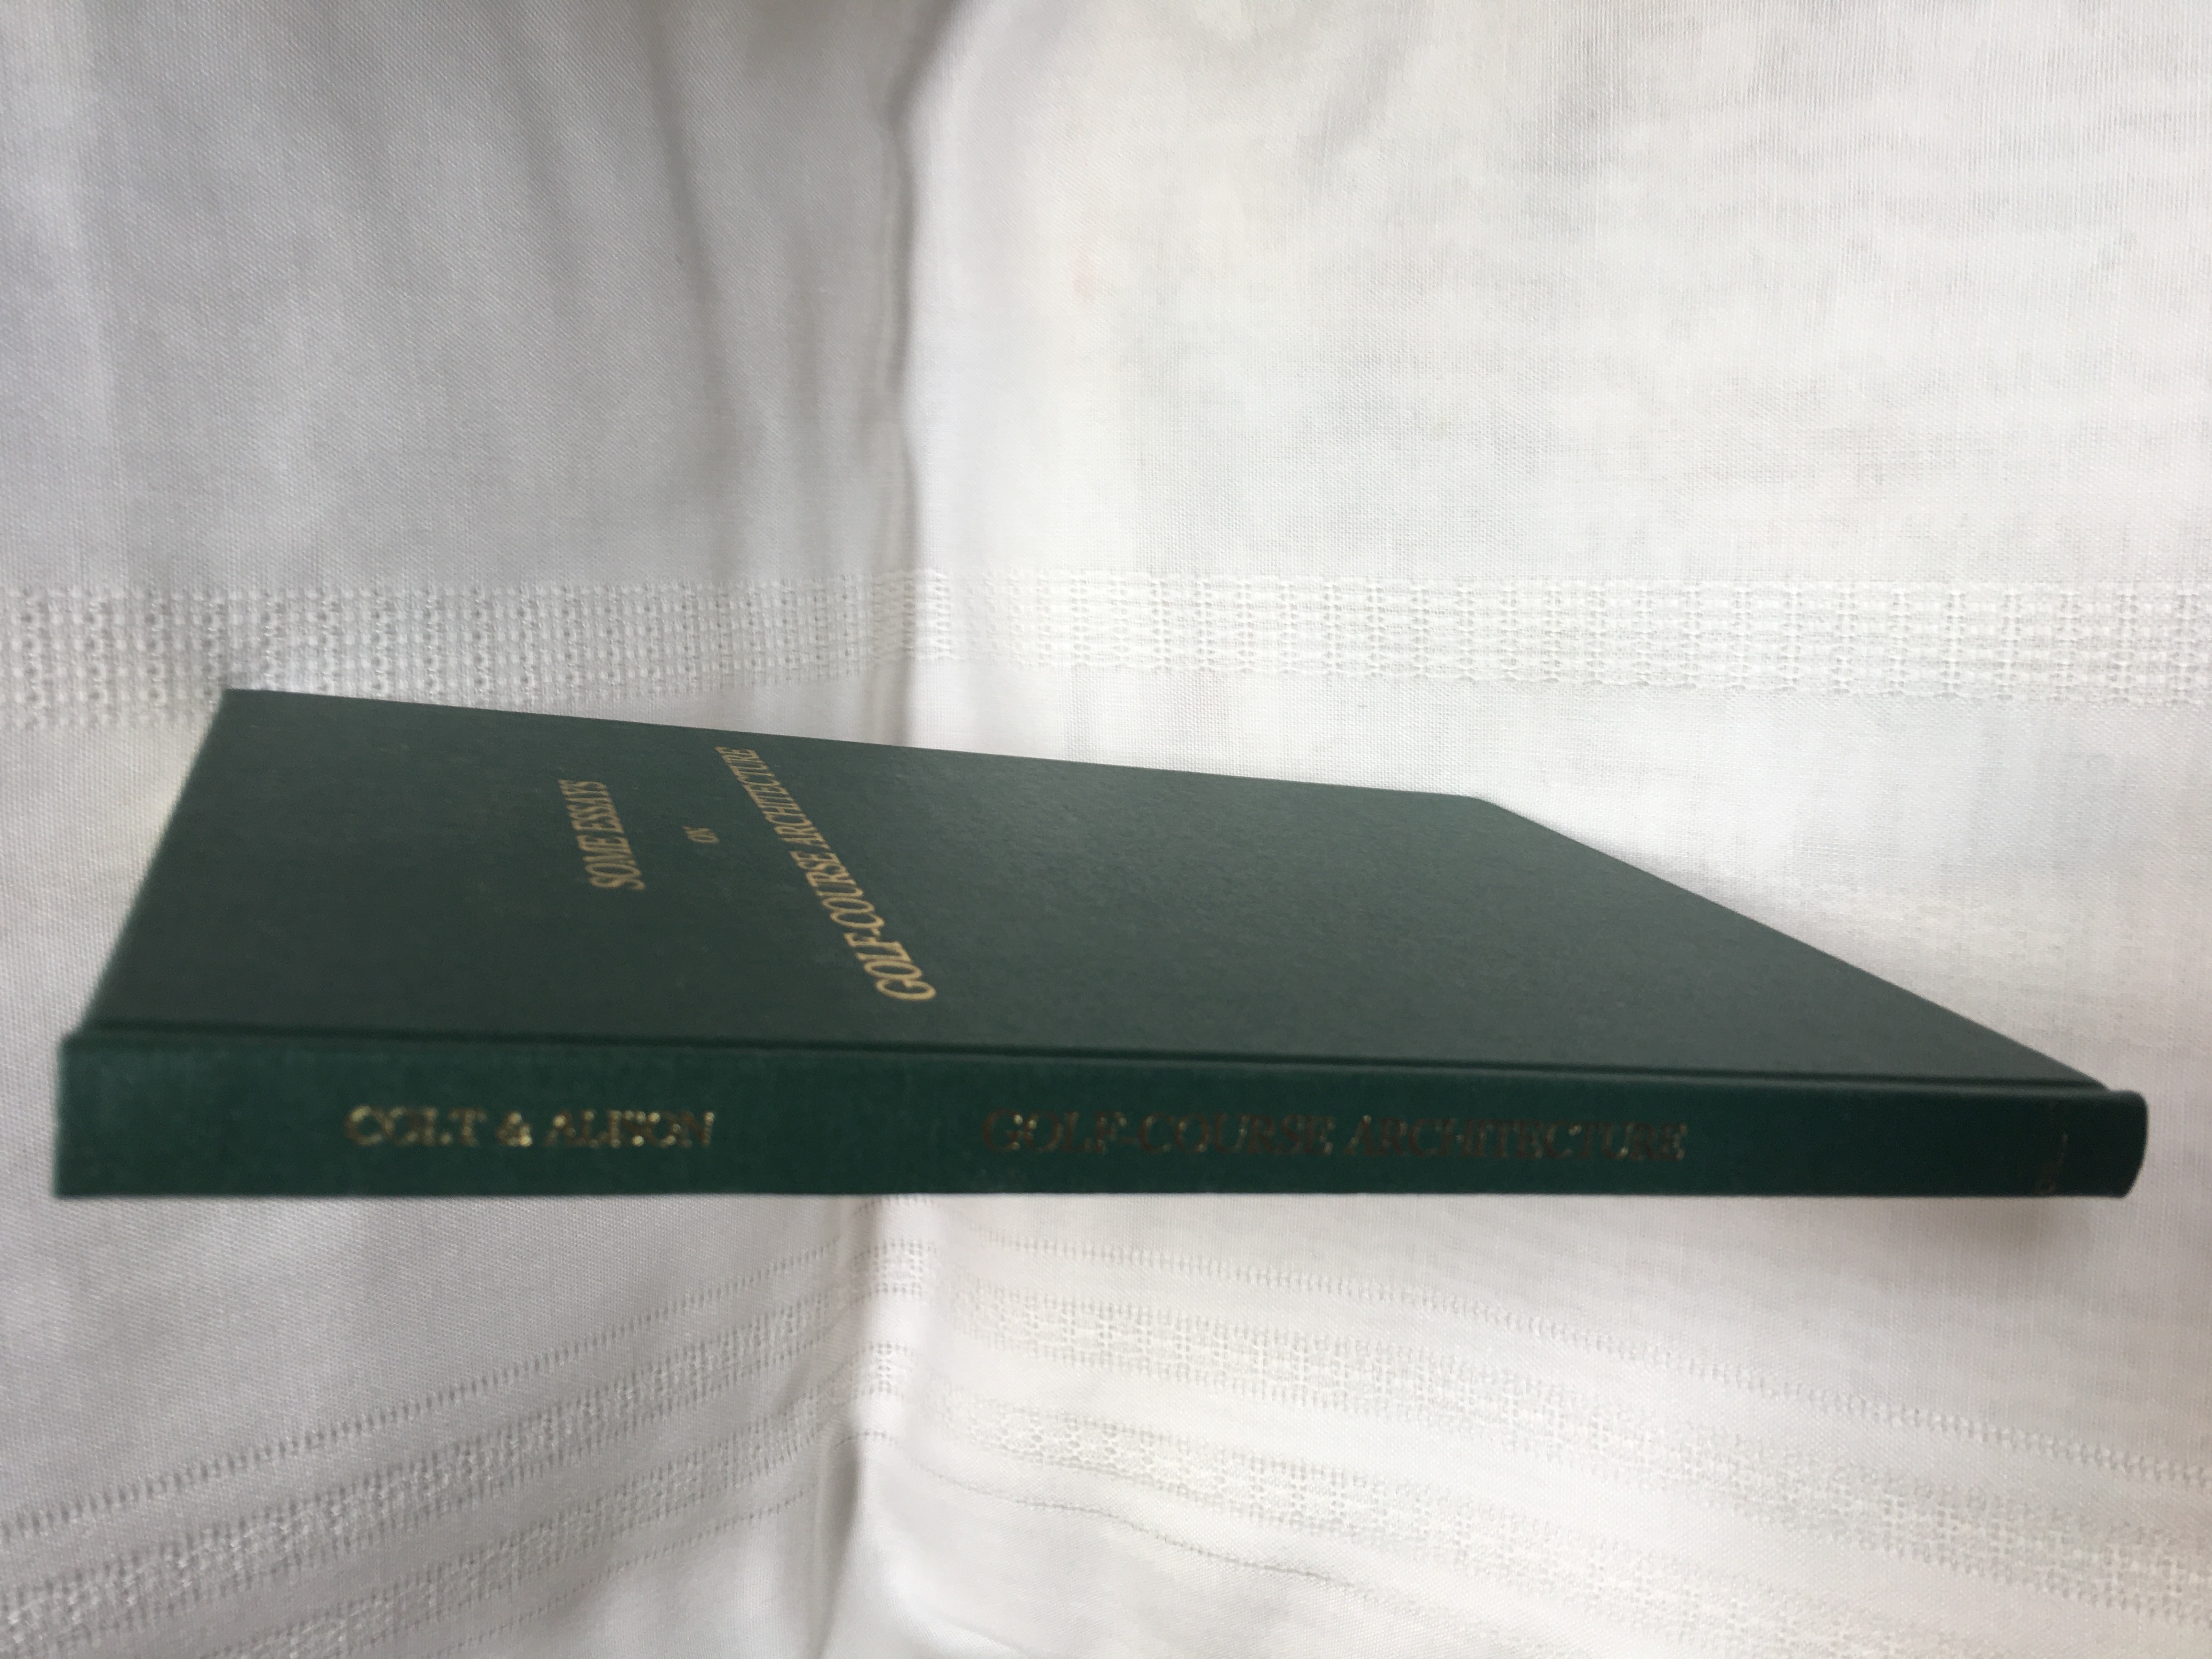 SOME ESSAYS
ON
GOLF-COURSE ARCHITECTURE
COLT & ALISON
GOLF-COURSE ARCHITECTURE